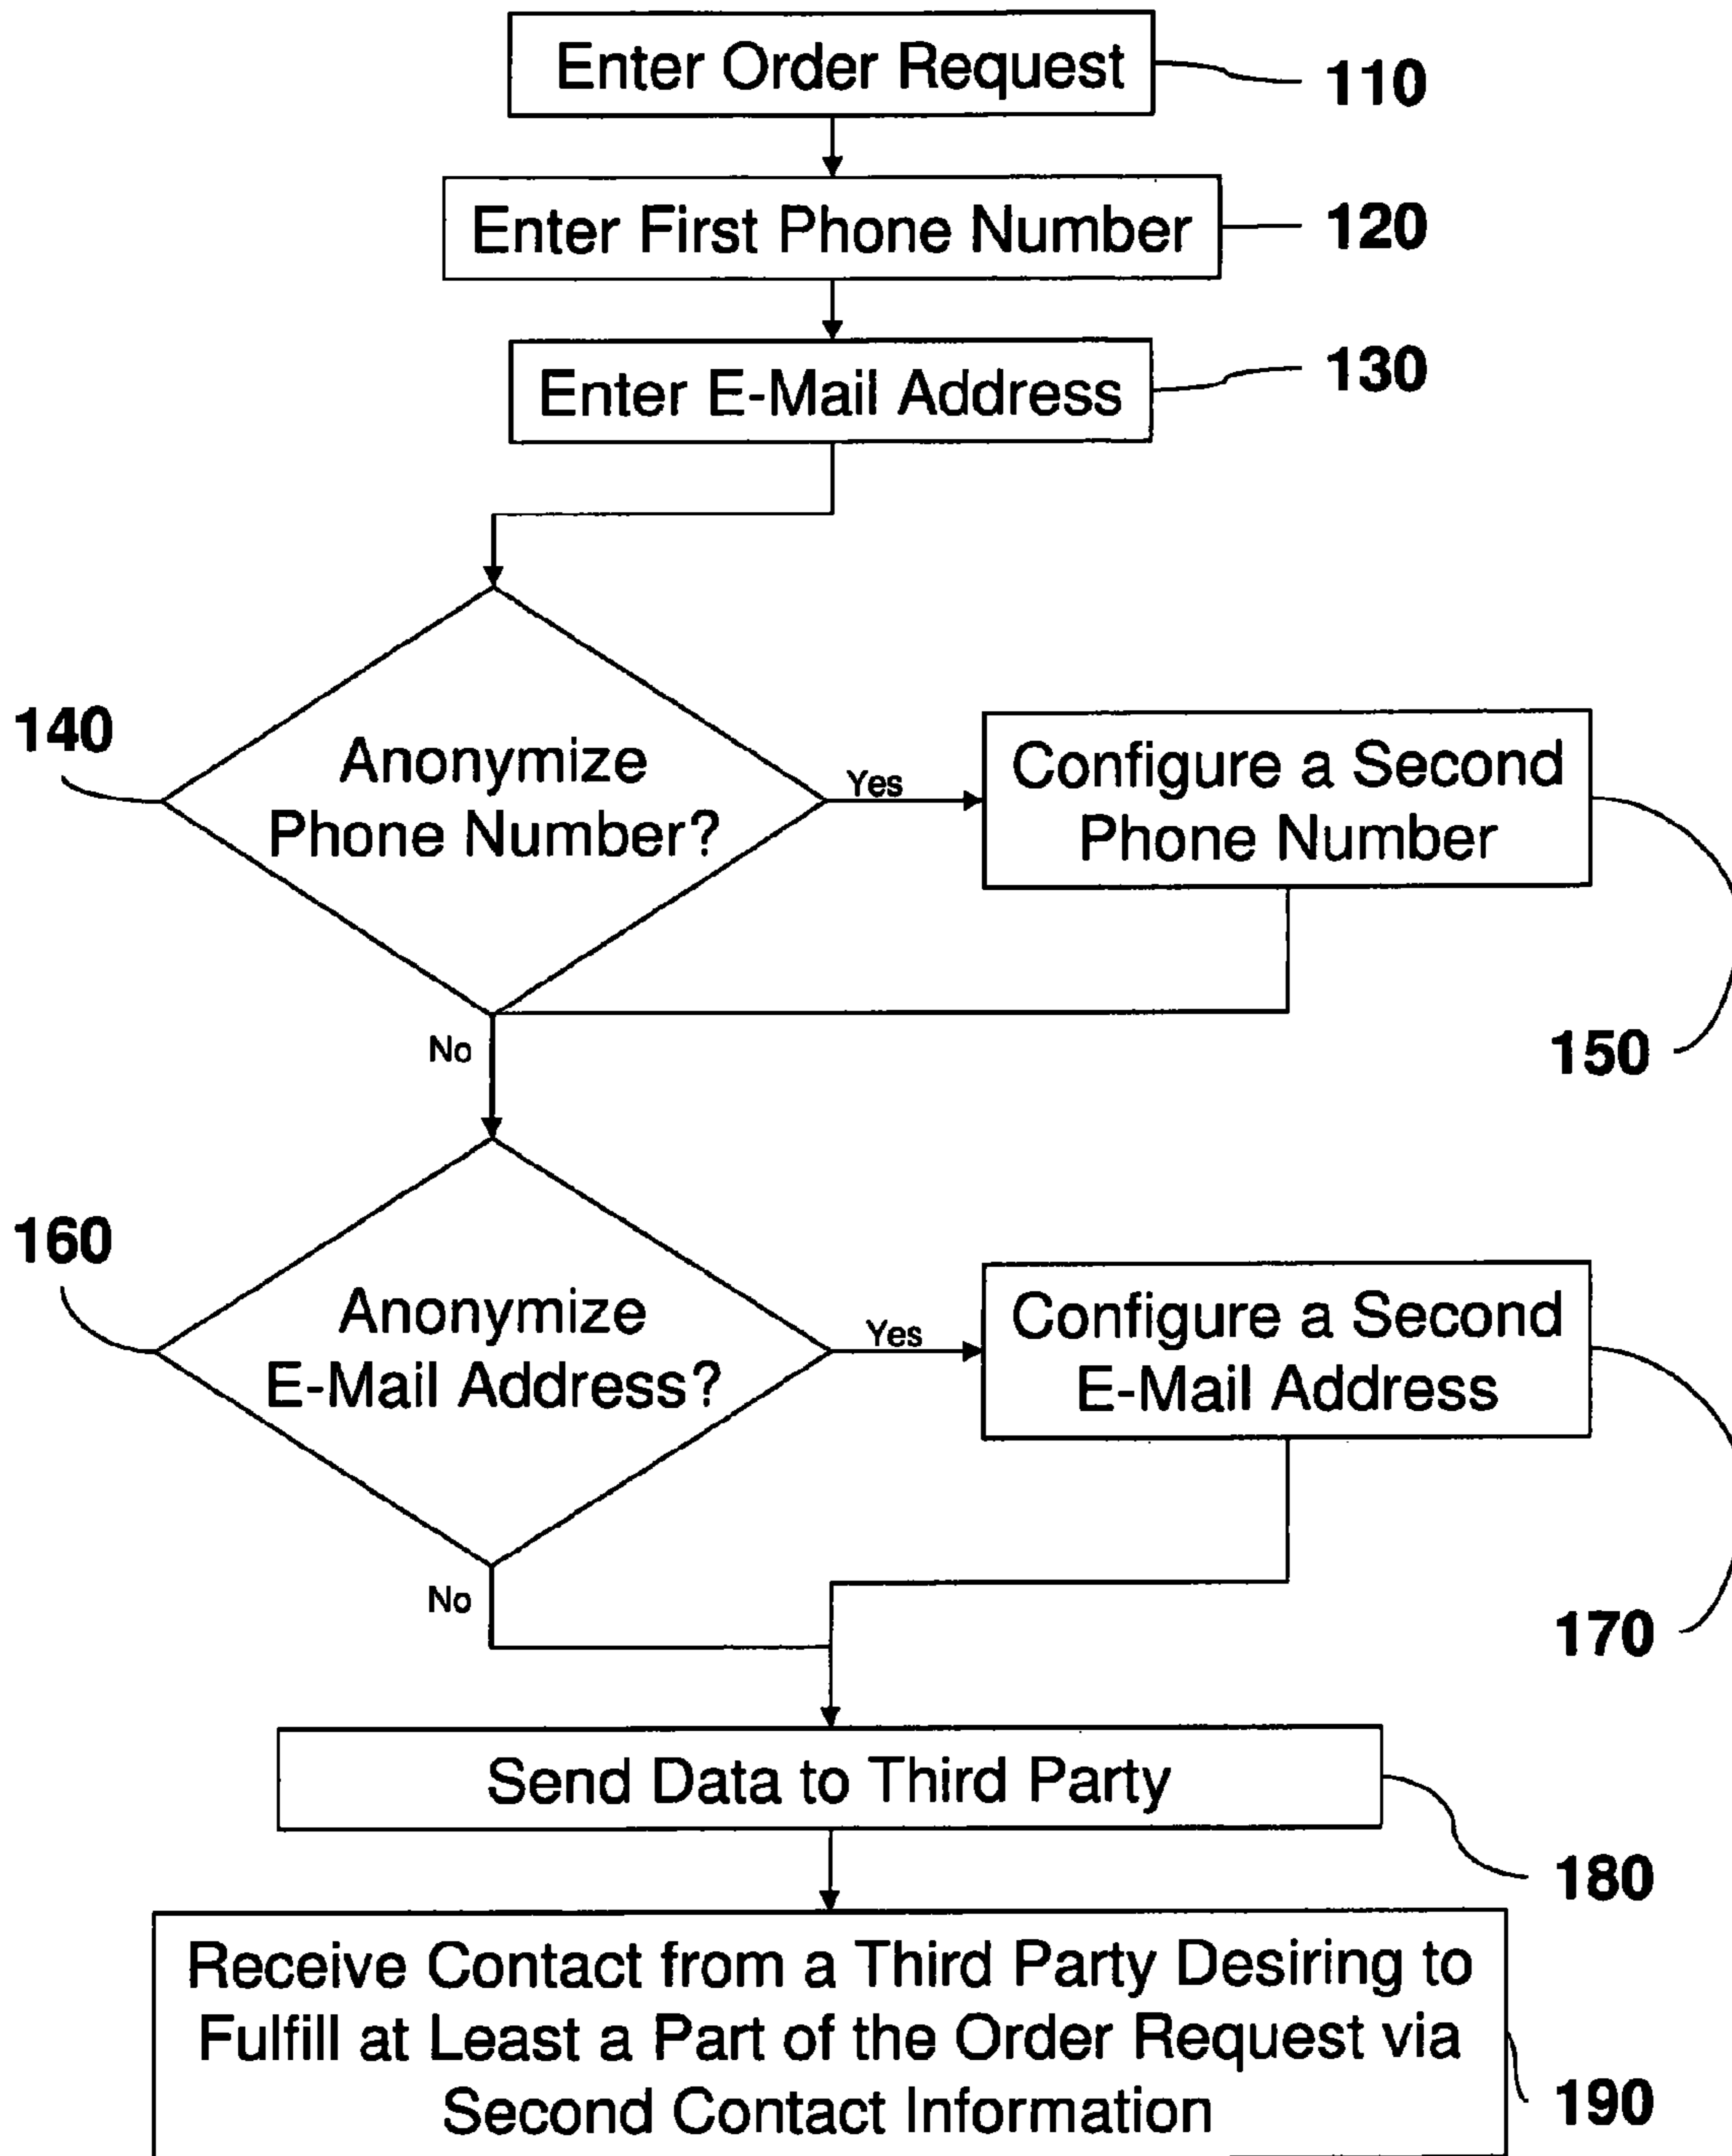 Enter Order Request
110
Enter First Phone Number
120
Enter E-Mail Address
130
140
Anonymize
Phone Number?
Yes
Configure a Second
Phone Number
150
No
160
Anonymize
E-Mail Address?
Yes
Configure a Second
E-Mail Address
170
No
Send Data to Third Party
180
Receive Contact from a Third Party Desiring to
Fulfill at Least a Part of the Order Request via
Second Contact Information
190